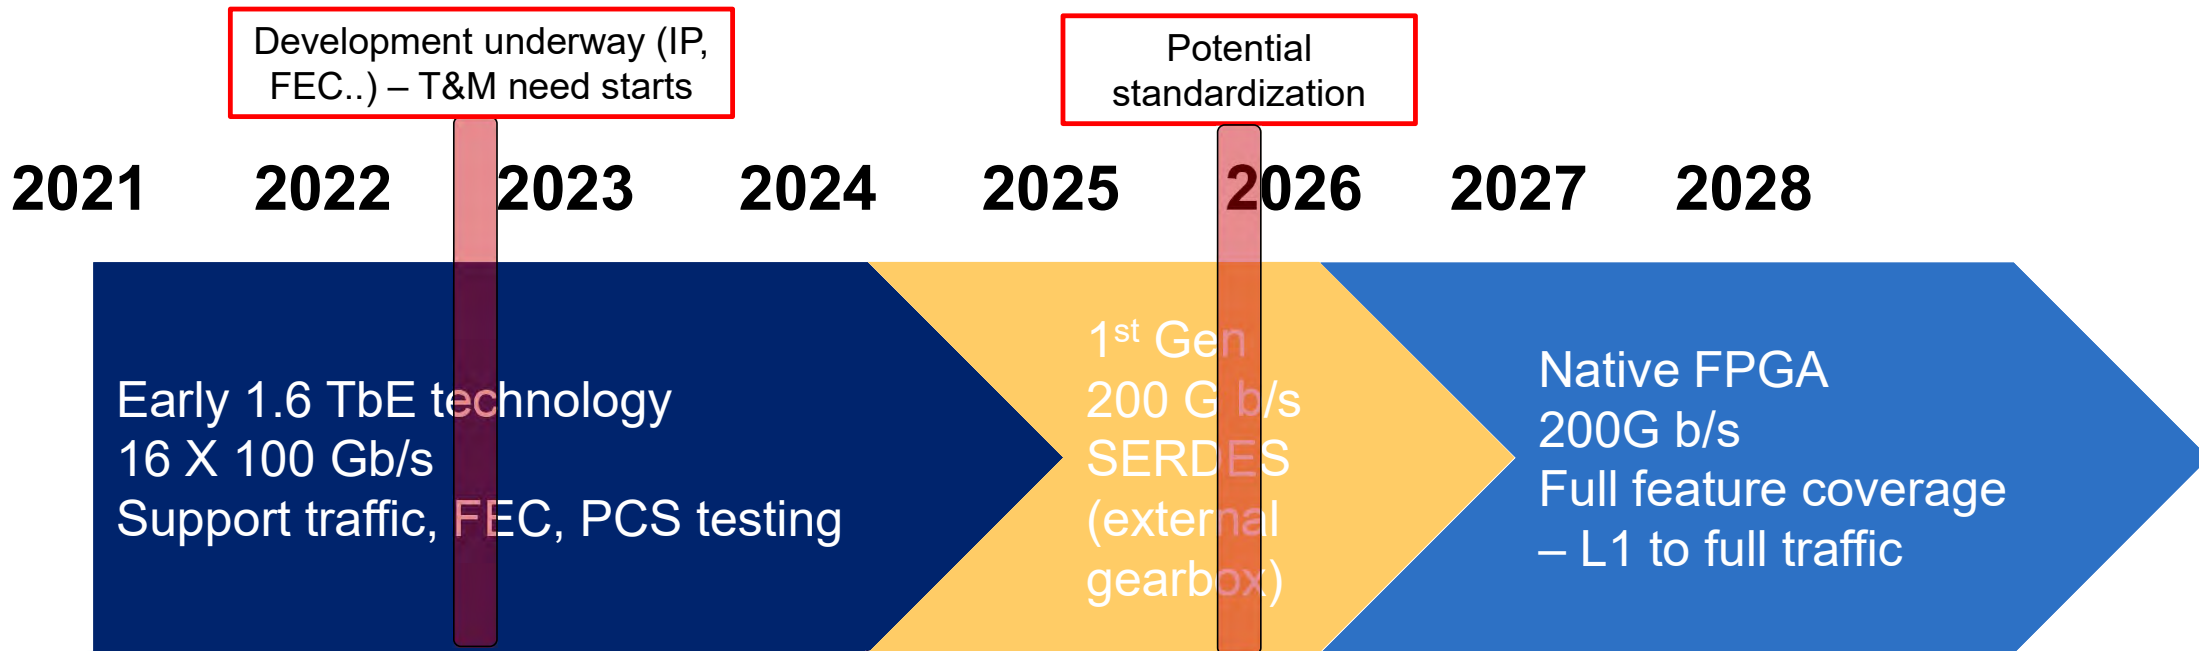 Development underway (IP,
FEC..) – T&M need starts
Potential
standardization
2021 2022 2023 2024 2025 2026 2027 2028
Early 1.6 TbE technology
16 X 100 Gb/s
Support traffic, FEC, PCS testing
1st Gen
200 G b/s
SERDES
(external
gearbox)
Native FPGA
200G b/s
Full feature coverage
– L1 to full traffic